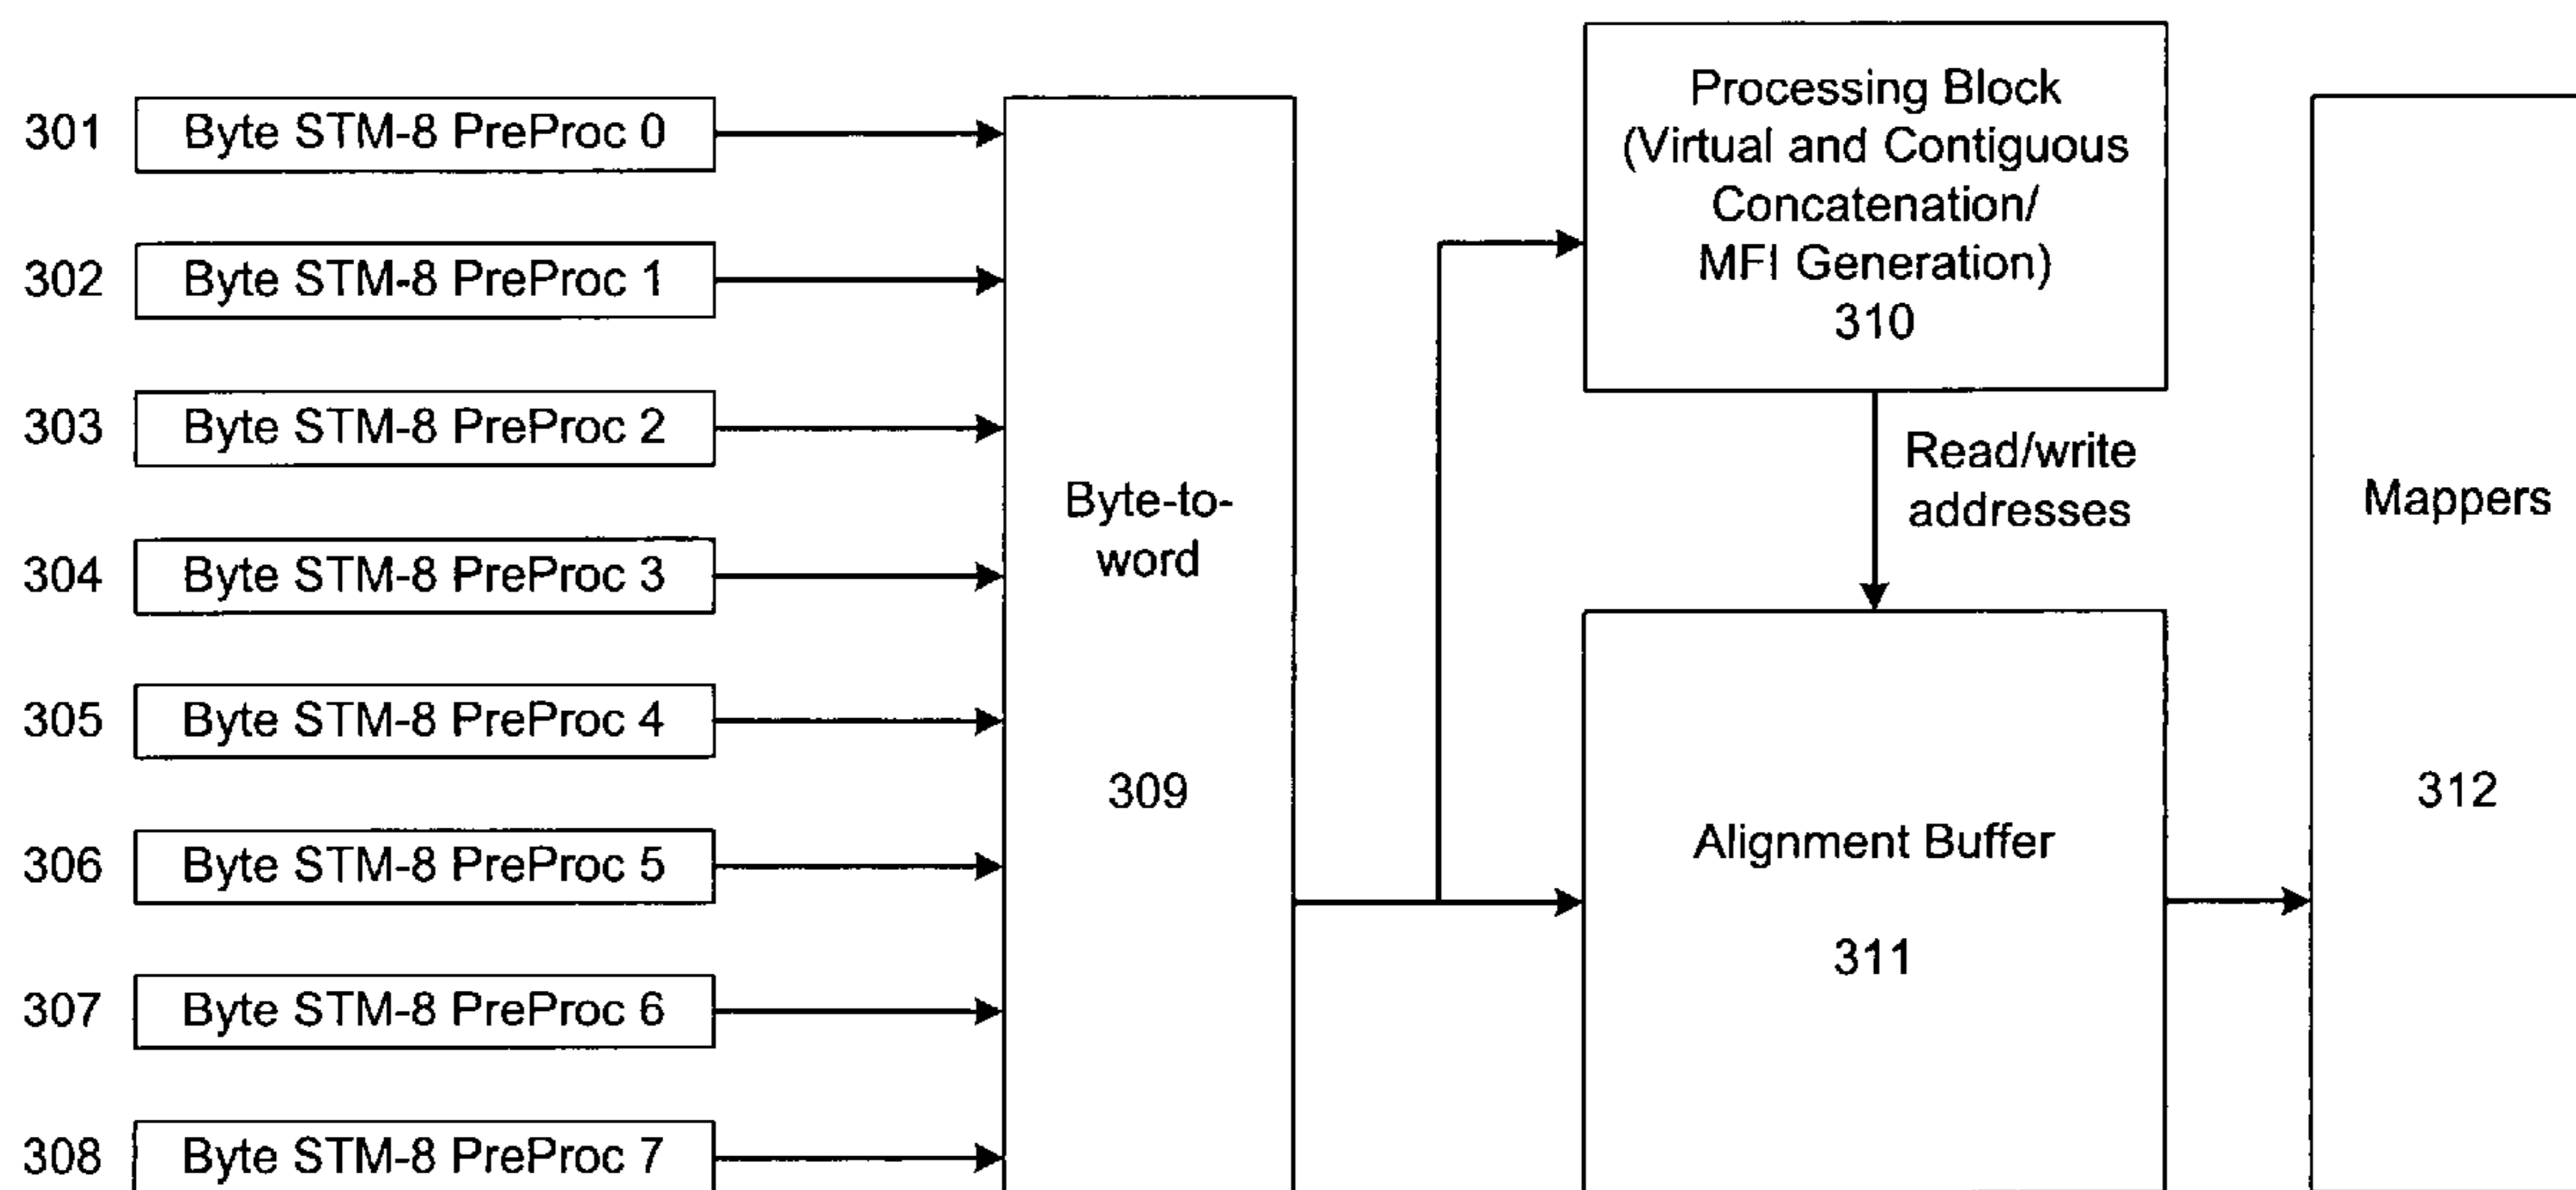 301 Byte STM-8 PreProc 0
302 Byte STM-8 PreProc 1
303 Byte STM-8 PreProc 2
304 Byte STM-8 PreProc 3
305 Byte STM-8 PreProc 4
306 Byte STM-8 PreProc 5
307 Byte STM-8 PreProc 6
308 Byte STM-8 PreProc 7
Byte-to-
word
309
Processing Block
(Virtual and Contiguous
Concatenation/
MFI Generation)
310
Read/write
addresses
Alignment Buffer
311
Mappers
312